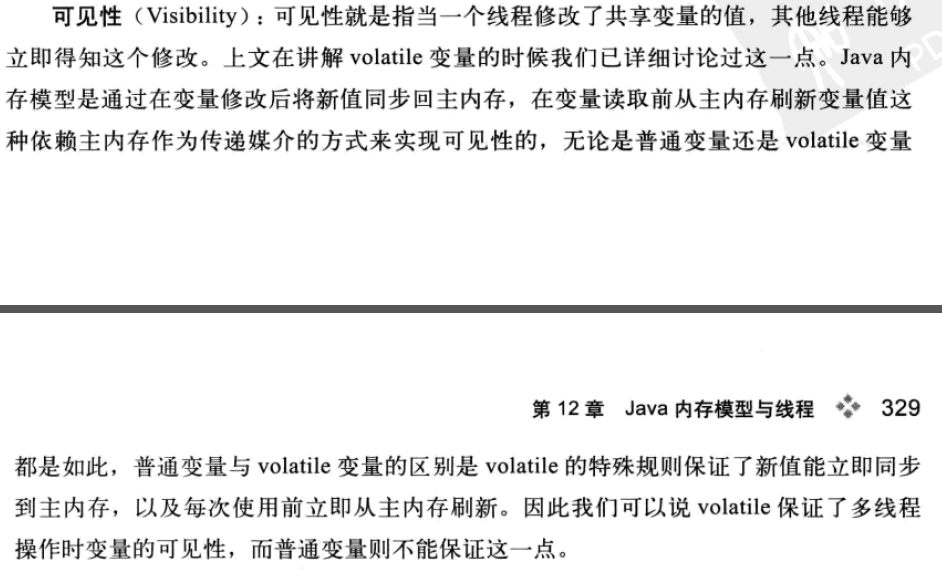 可见性（Visibility）：可见性就是指当一个线程修改了共享变量的值，其他线程能够
立即得知这个修改。上文在讲解 volatile 变量的时候我们已详细讨论过这一点。Java 内
存模型是通过在变量修改后将新值同步回主内存，在变量读取前从主内存刷新变量值这
种依赖主内存作为传递媒介的方式来实现可见性的，无论是普通变量还是 volatile 变量
第 12 章 Java 内存模型与线程 329
都是如此，普通变量与 volatile 变量的区别是 volatile 的特殊规则保证了新值能立即同步
到主内存，以及每次使用前立即从主内存刷新。因此我们可以说 volatile 保证了多线程
操作时变量的可见性，而普通变量则不能保证这一点。